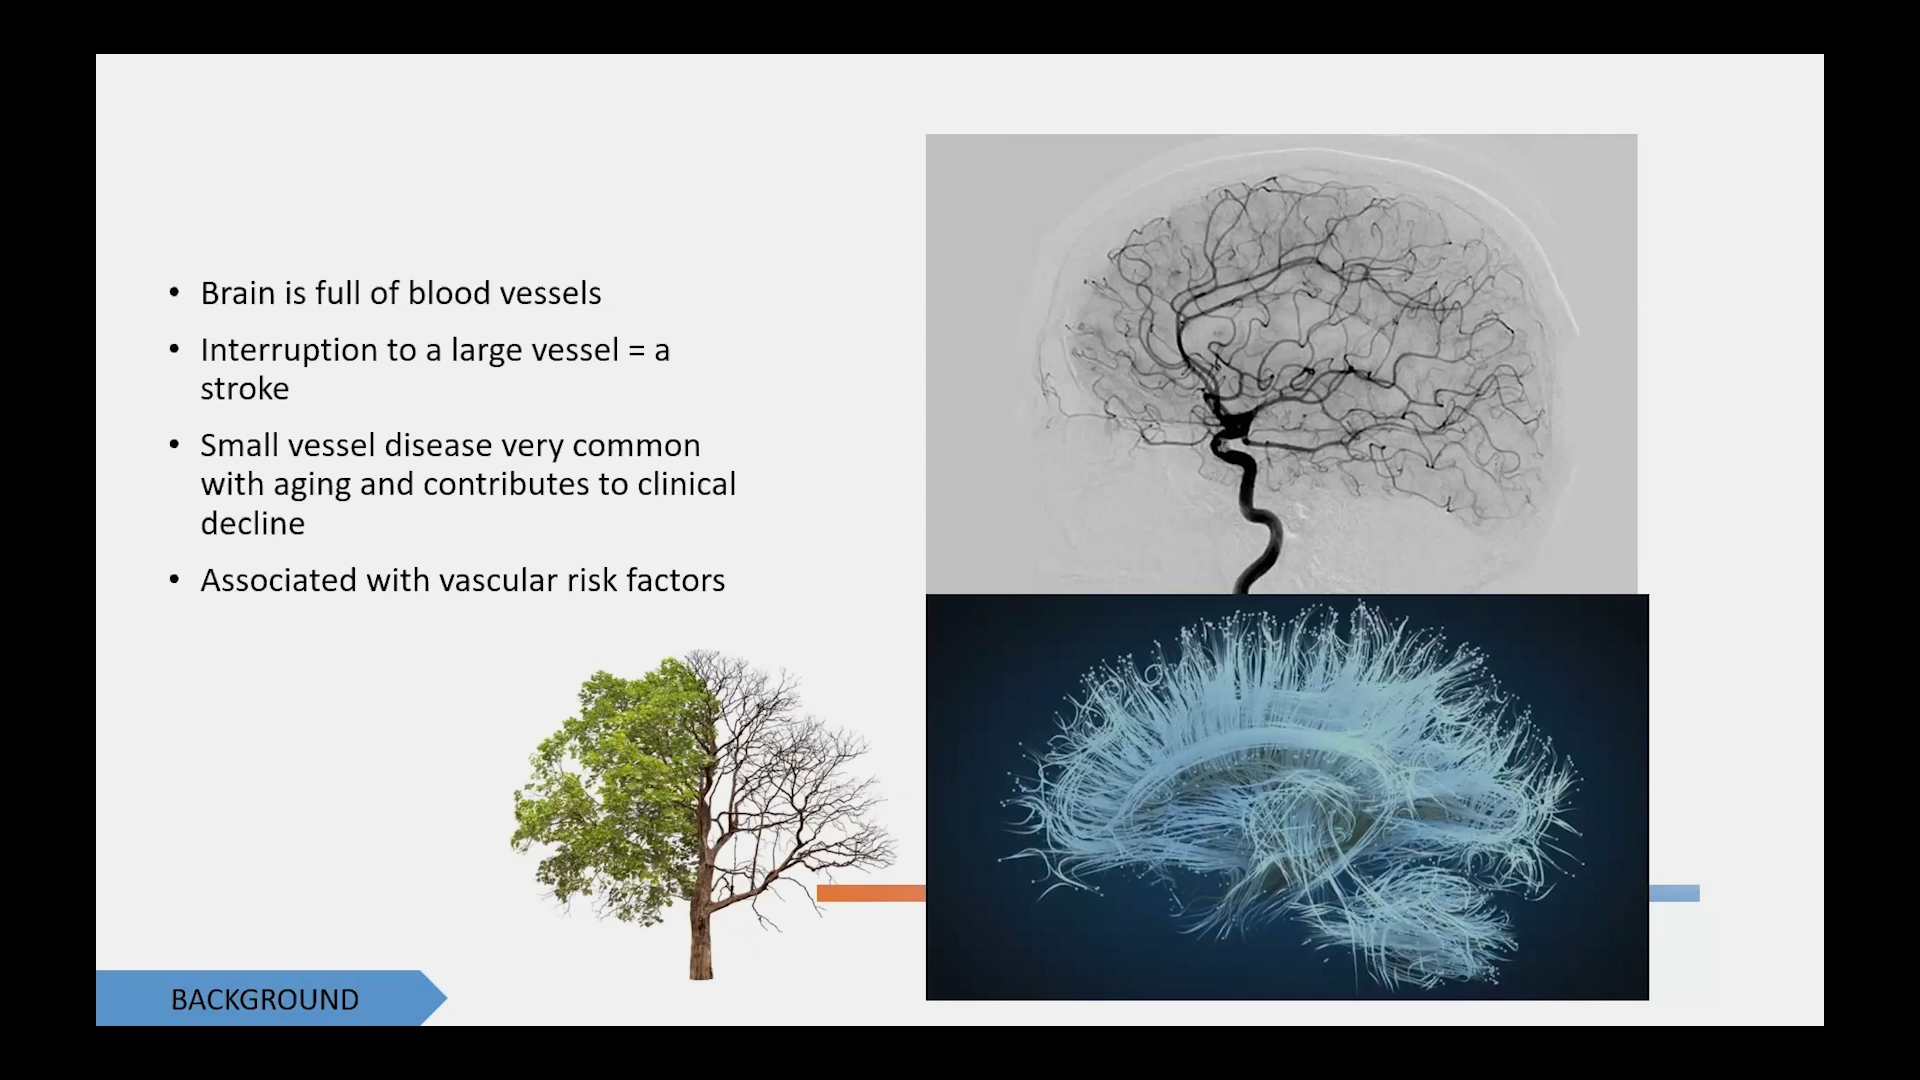 • Brain is full of blood vessels
• Interruption to a large vessel = a
stroke
• Small vessel disease very common
with aging and contributes to clinical
decline
• Associated with vascular risk factors
BACKGROUND